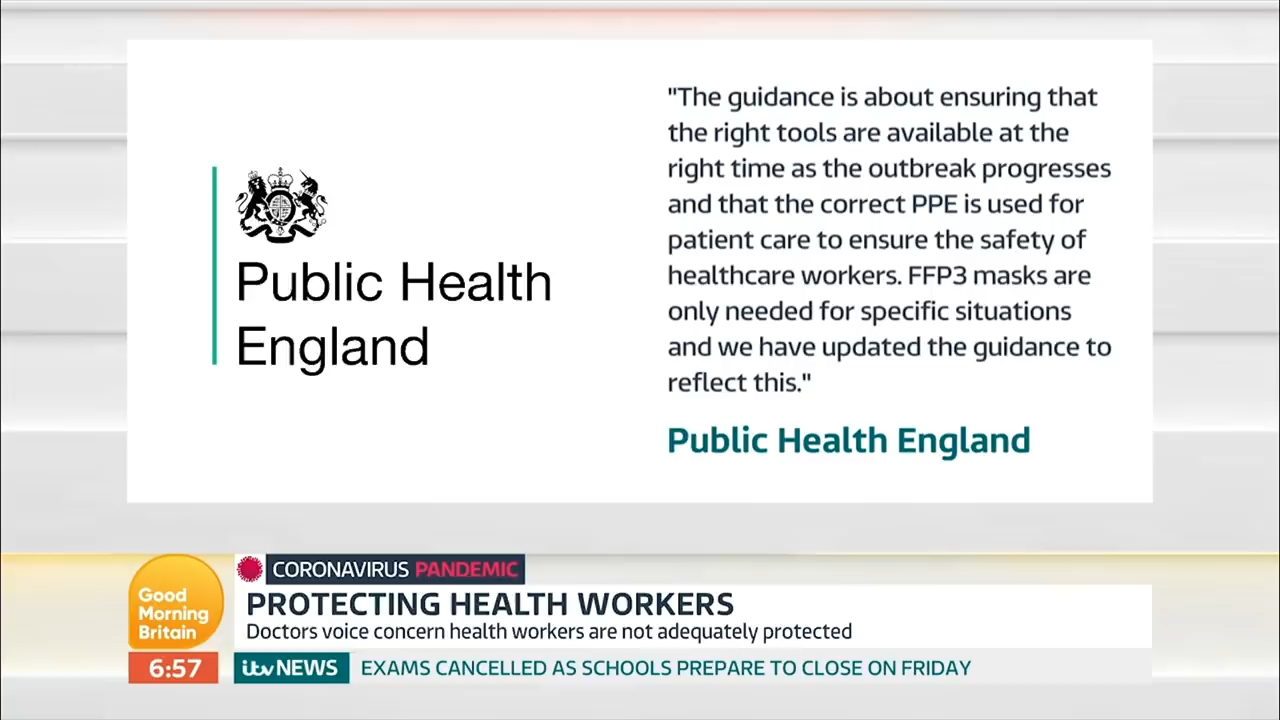 Public Health
England
"The guidance is about ensuring that
the right tools are available at the
right time as the outbreak progresses
and that the correct PPE is used for
patient care to ensure the safety of
healthcare workers. FFP3 masks are
only needed for specific situations
and we have updated the guidance to
reflect this."
Public Health England
Good
Morning
Britain
CORONAVIRUS PANDEMIC
PROTECTING HEALTH WORKERS
Doctors voice concern health workers are not adequately protected
6:57
itv NEWS
EXAMS CANCELLED AS SCHOOLS PREPARE TO CLOSE ON FRIDAY